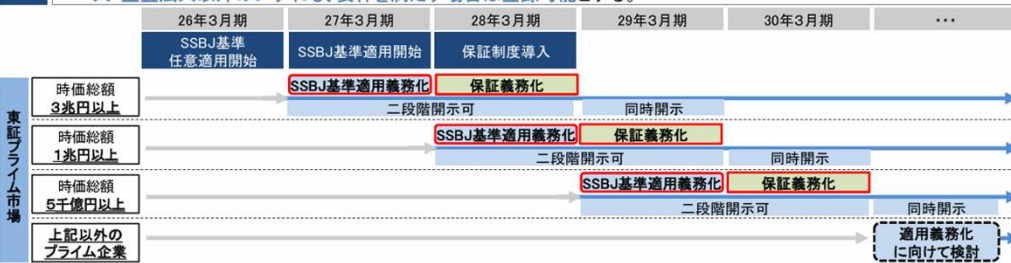 26年3月期
27年3月期
28年3月期
29年3月期
30年3月期
…
SSBJ基準
任意適用開始
SSBJ基準適用開始
保証制度導入
東証プライム市場
時価総額
3兆円以上
SSBJ基準適用義務化
保証義務化
二段階開示可
同時開示
時価総額
1兆円以上
SSBJ基準適用義務化
保証義務化
二段階開示可
同時開示
時価総額
5千億円以上
SSBJ基準適用義務化
保証義務化
二段階開示可
同時開示
上記以外の
プライム企業
適用義務化
に向けて検討